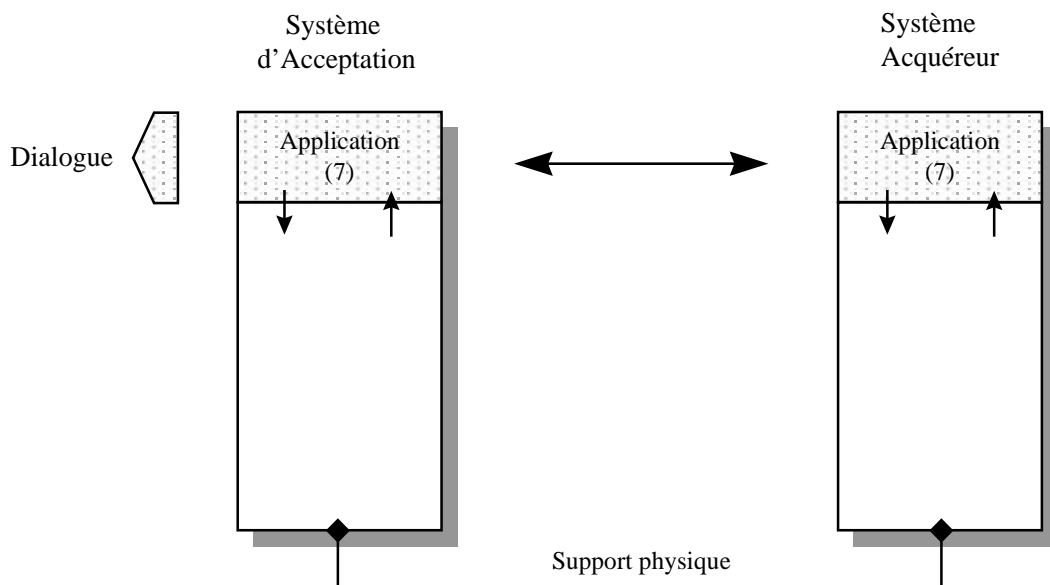 Système
d’Acceptation
Système
Acquéreur
Dialogue
Application
(7)
Application
(7)
Support physique